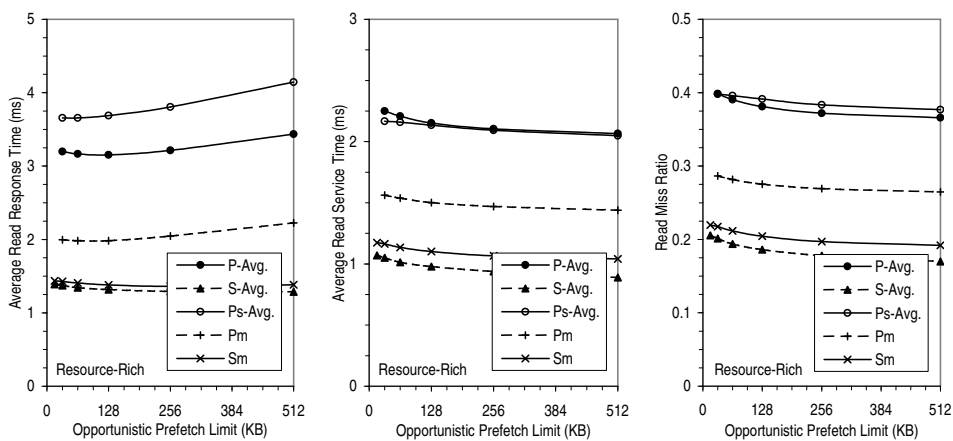 5
4
3
2
1
0
Average Read Response Time (ms)
P-Avg.
S-Avg.
Ps-Avg.
Pm
Sm
Resource-Rich
0 128 256 384 512
Opportunistic Prefetch Limit (KB)
3
2
1
0
Average Read Service Time (ms)
P-Avg.
S-Avg.
Ps-Avg.
Pm
Sm
Resource-Rich
0 128 256 384 512
Opportunistic Prefetch Limit (KB)
0.5
0.4
0.3
0.2
0.1
0
Read Miss Ratio
P-Avg.
S-Avg.
Ps-Avg.
Pm
Sm
Resource-Rich
0 128 256 384 512
Opportunistic Prefetch Limit (KB)